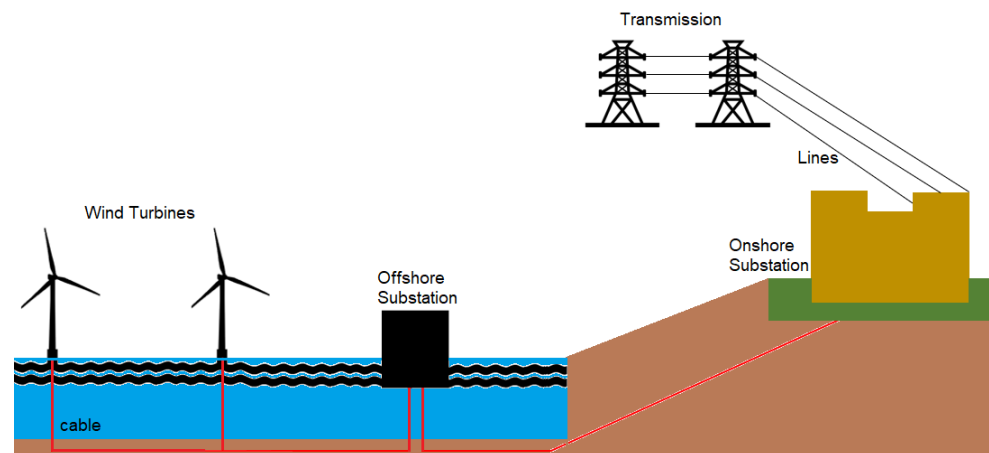 Transmission
Lines
Wind Turbines
Offshore
Substation
Onshore
Substation
cable